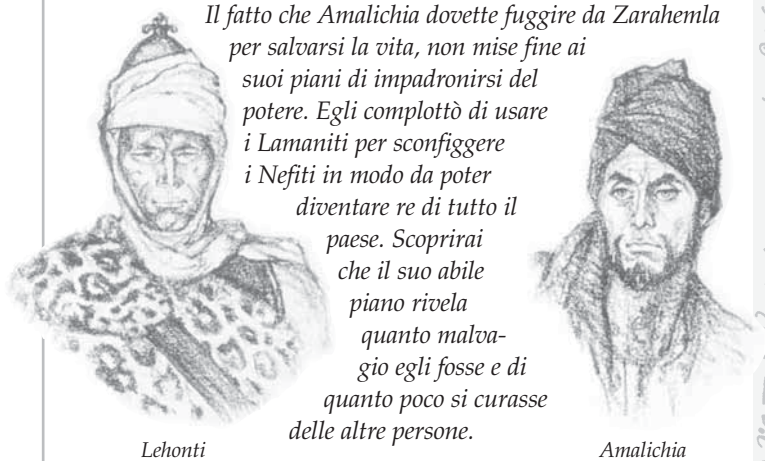 Il fatto che Amalichia dovette fuggire da Zarahemla
per salvarsi la vita, non mise fine ai
suoi piani di impadronirsi del
potere. Egli complottò di usare
i Lamaniti per sconfiggere
i Nefiti in modo da poter
diventare re di tutto il
paese. Scoprirai
che il suo abile
piano rivela
quanto malva-
gio egli fosse e di
quanto poco si curasse
delle altre persone.
Lehonti
Amalichia